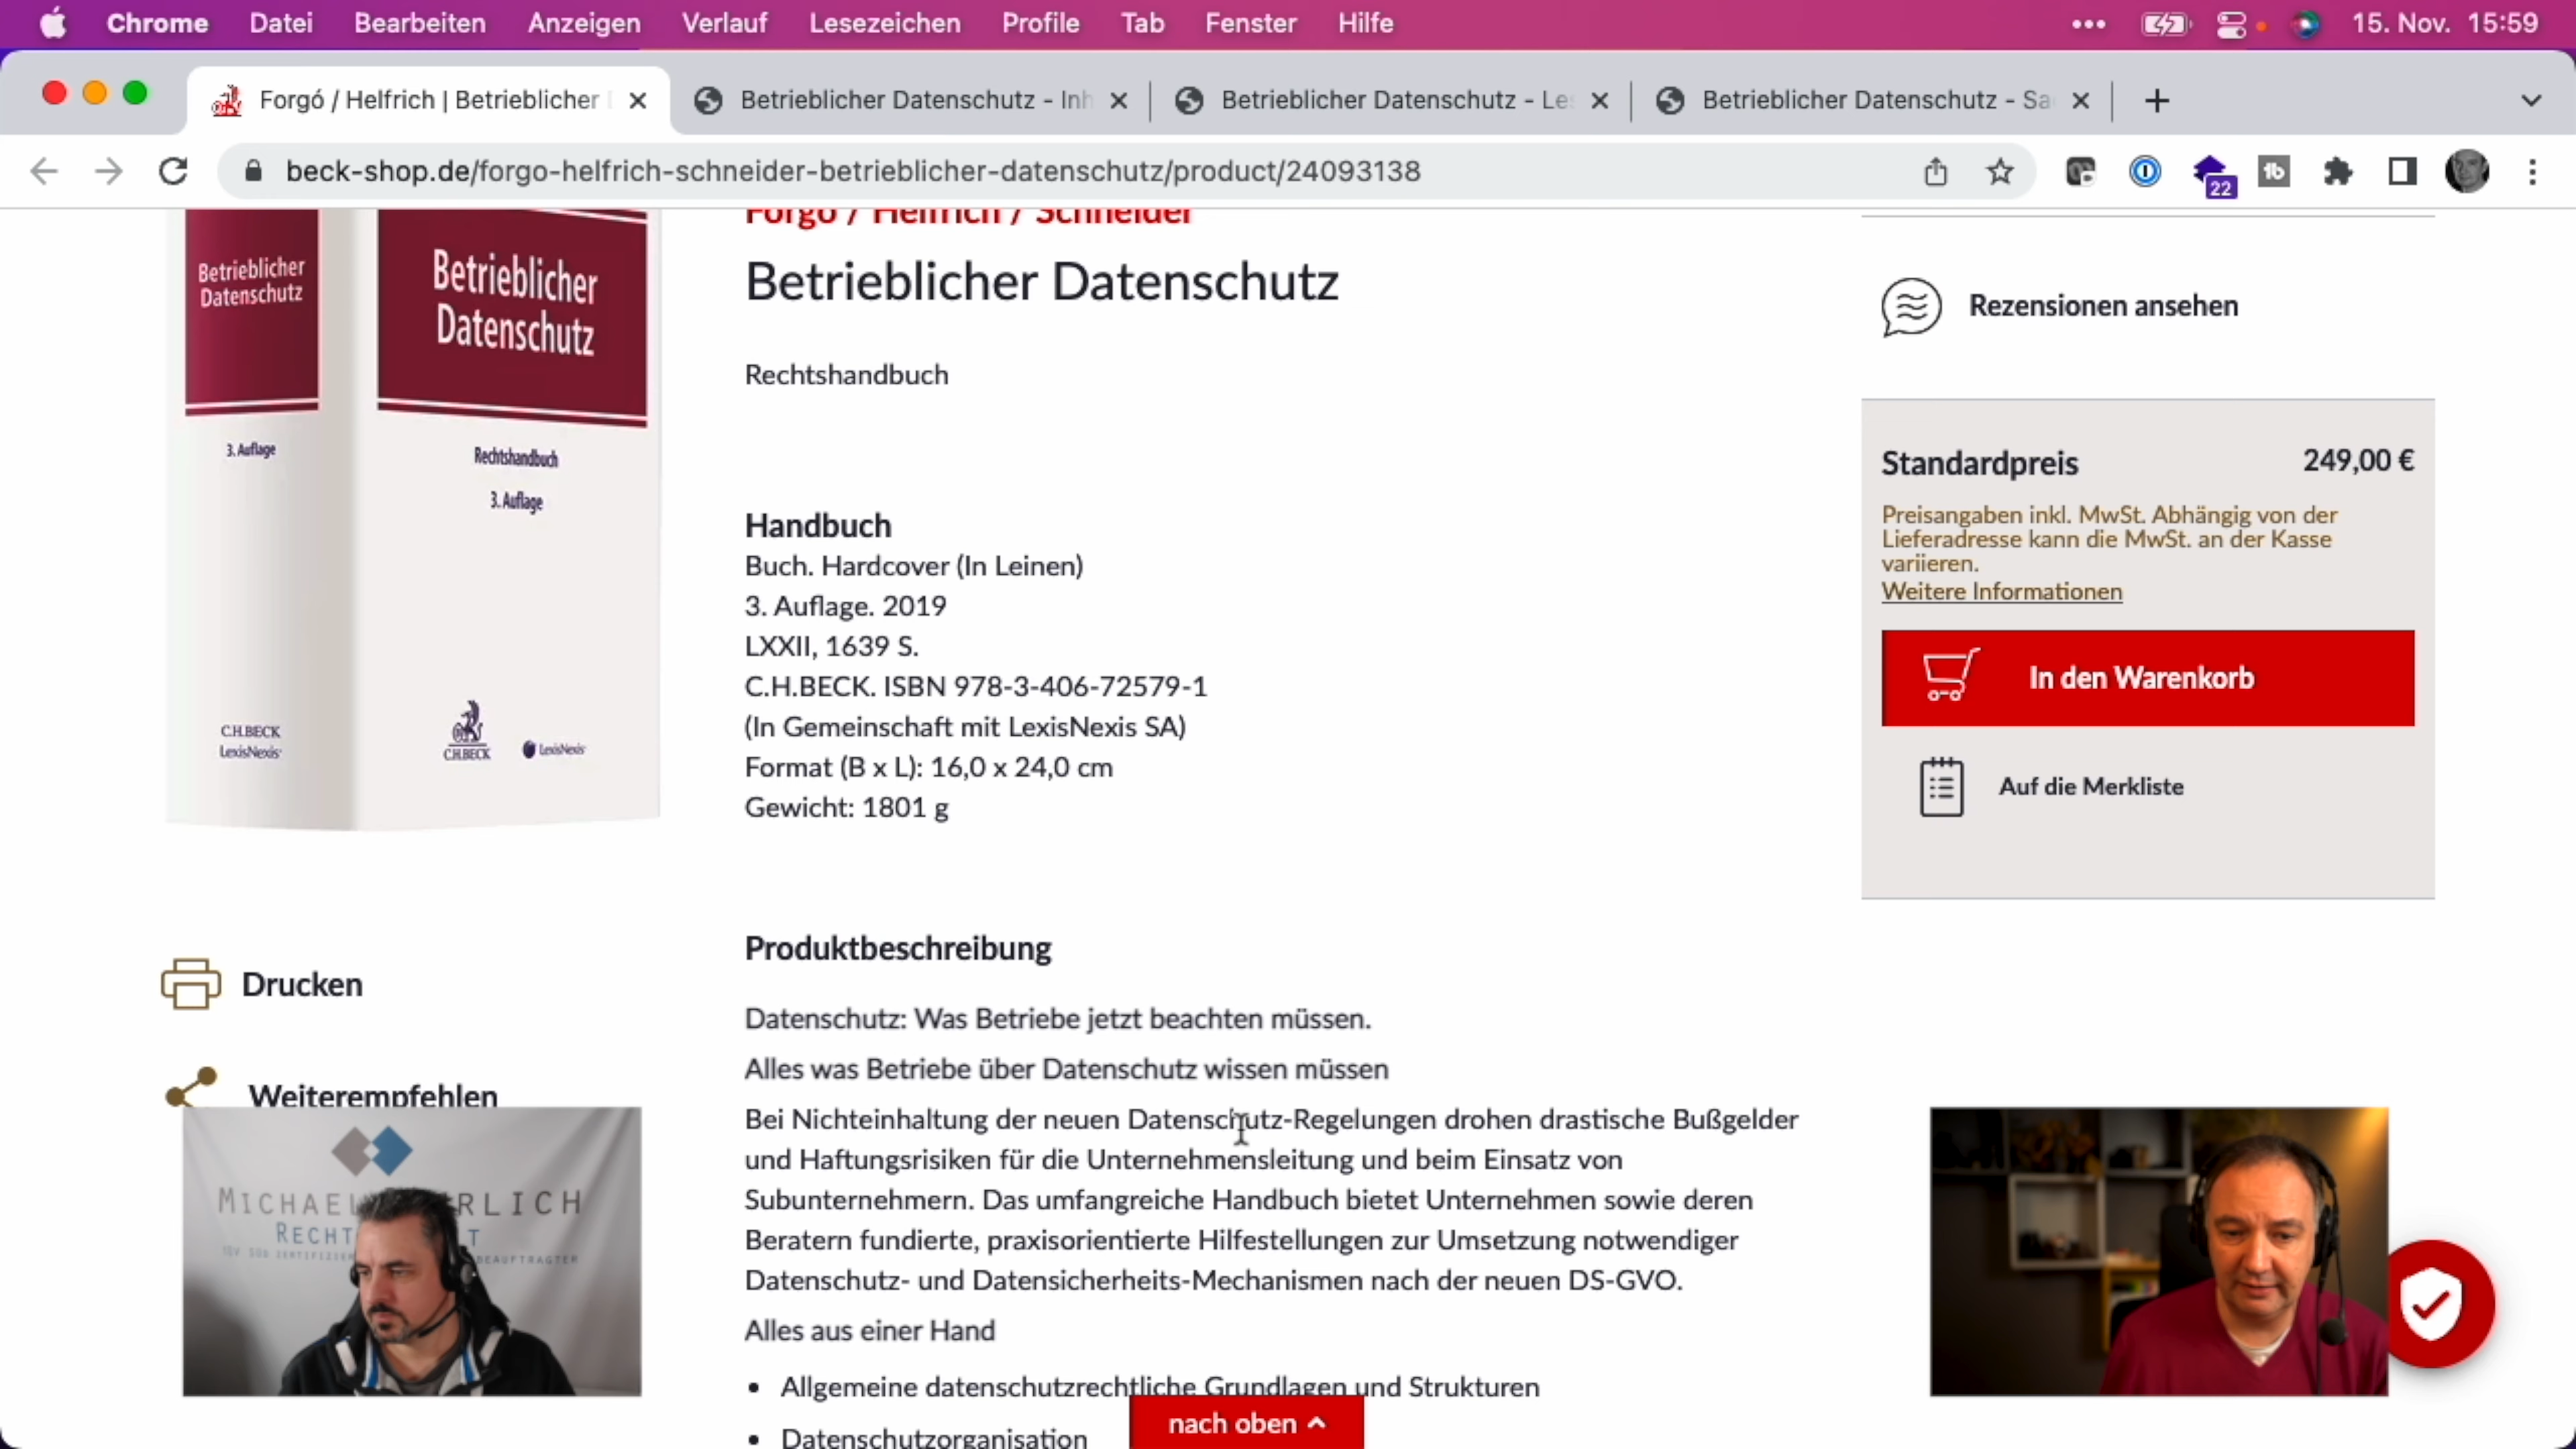 Chrome Datei Bearbeiten Anzeigen Verlauf Lesezeichen Profile Tab Fenster Hilfe 15. Nov. 15:59
Forgó / Helfrich | Betrieblicher
Betrieblicher Datenschutz - Inh
Betrieblicher Datenschutz - Le
Betrieblicher Datenschutz - Sa
beck-shop.de/forgo-helfrich-schneider-betrieblicher-datenschutz/product/24093138
22
Betrieblicher
Datenschutz
3. Auflage
C.H.BECK
LexisNexis
Betrieblicher
Datenschutz
Rechtshandbuch
3. Auflage
C.H.BECK
LexisNexis
Forgó / Helfrich / Schneider
Betrieblicher Datenschutz
Rechtshandbuch
Handbuch
Buch. Hardcover (In Leinen)
3. Auflage. 2019
LXXII, 1639 S.
C.H.BECK. ISBN 978-3-406-72579-1
(In Gemeinschaft mit LexisNexis SA)
Format (B x L): 16,0 x 24,0 cm
Gewicht: 1801 g
Rezensionen ansehen
Standardpreis 249,00 €
Preisangaben inkl. MwSt. Abhängig von der
Lieferadresse kann die MwSt. an der Kasse
variieren.
Weitere Informationen
In den Warenkorb
Auf die Merkliste
Drucken
Weiterempfehlen
Produktbeschreibung
Datenschutz: Was Betriebe jetzt beachten müssen.
Alles was Betriebe über Datenschutz wissen müssen
Bei Nichteinhaltung der neuen Datenschutz-Regelungen drohen drastische Bußgelder
und Haftungsrisiken für die Unternehmensleitung und beim Einsatz von
Subunternehmern. Das umfangreiche Handbuch bietet Unternehmen sowie deren
Beratern fundierte, praxisorientierte Hilfestellungen zur Umsetzung notwendiger
Datenschutz- und Datensicherheits-Mechanismen nach der neuen DS-GVO.
Alles aus einer Hand
• Allgemeine datenschutzrechtliche Grundlagen und Strukturen
• Datenschutzorganisation
nach oben
MICHAEL RLICH
RECHT T